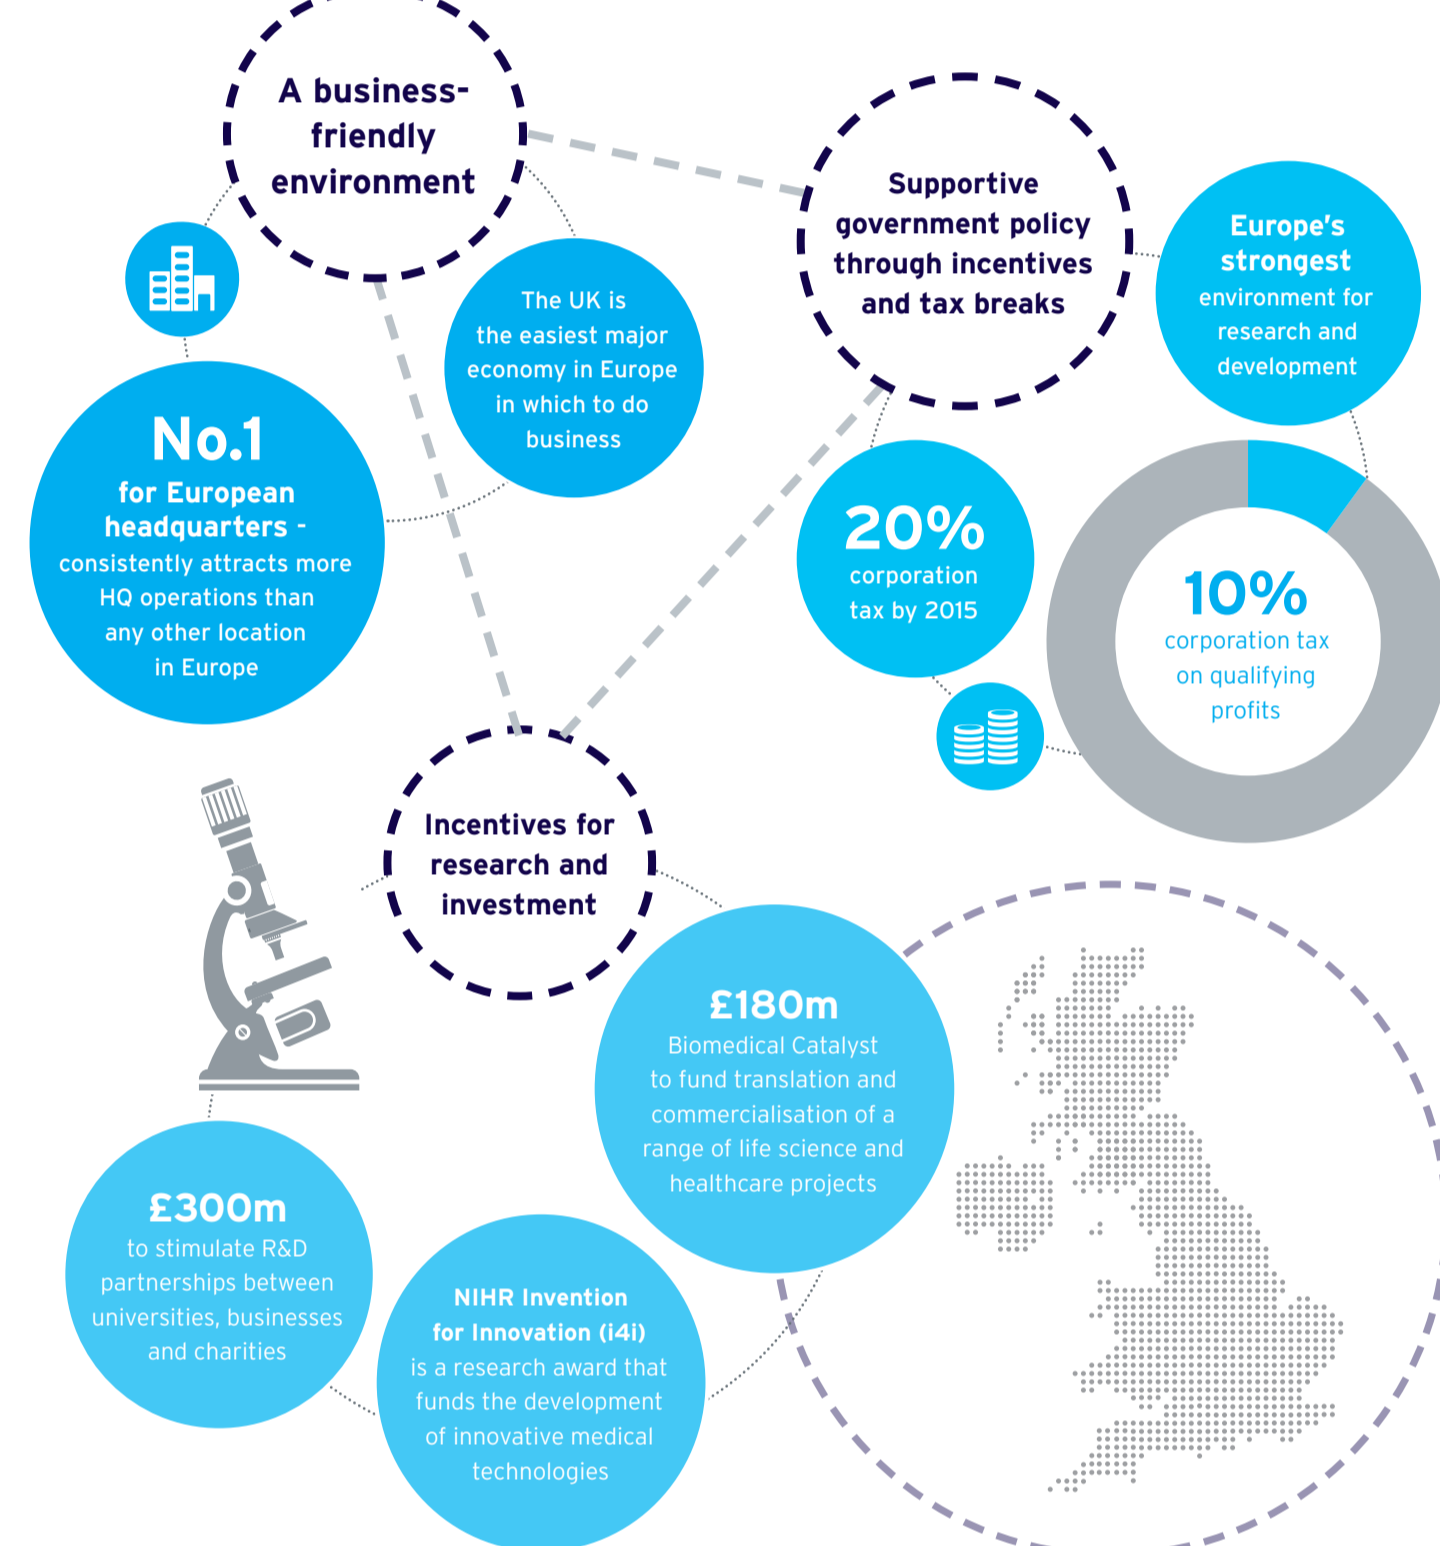 A business-
friendly
environment
The UK is
the easiest major
economy in Europe
in which to do
business
No.1
for European
headquarters -
consistently attracts more
HQ operations than
any other location
in Europe
Supportive
government policy
through incentives
and tax breaks
Europe’s
strongest
environment for
research and
development
20%
corporation
tax by 2015
10%
corporation tax
on qualifying
profits
Incentives for
research and
investment
£180m
Biomedical Catalyst
to fund translation and
commercialisation of a
range of life science and
healthcare projects
£300m
to stimulate R&D
partnerships between
universities, businesses
and charities
NIHR Invention
for Innovation (i4i)
is a research award that
funds the development
of innovative medical
technologies